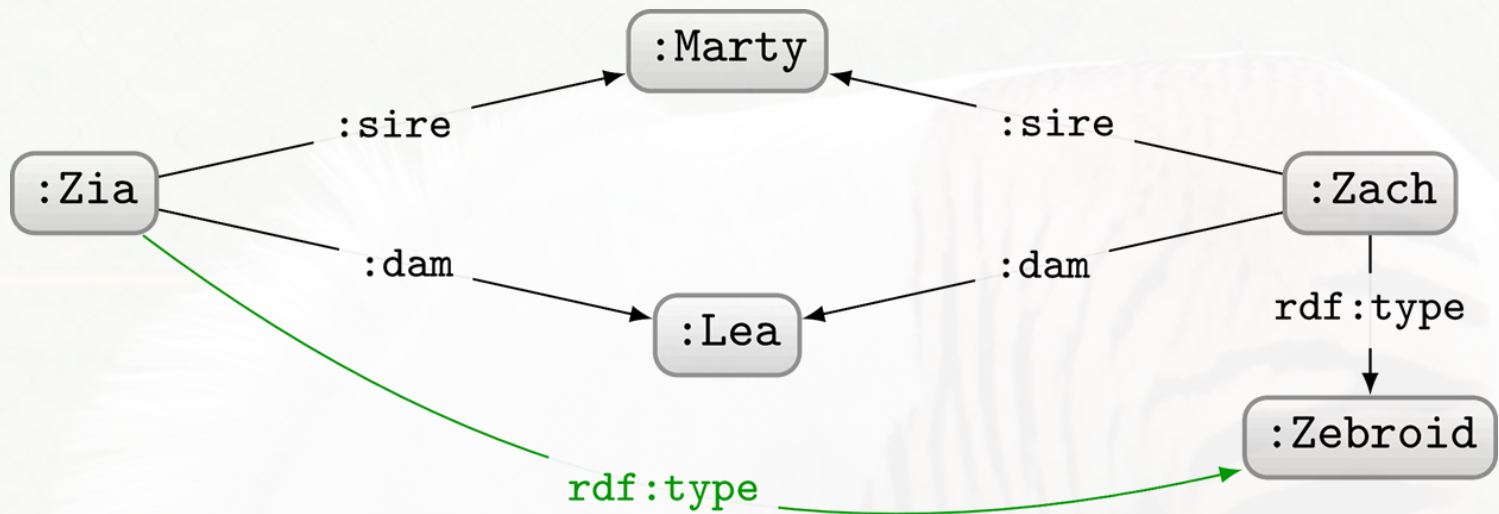 :Marty
:sire
:sire
:Zia
:Zach
:dam
:dam
:Lea
rdf:type
:Zebroid
rdf:type